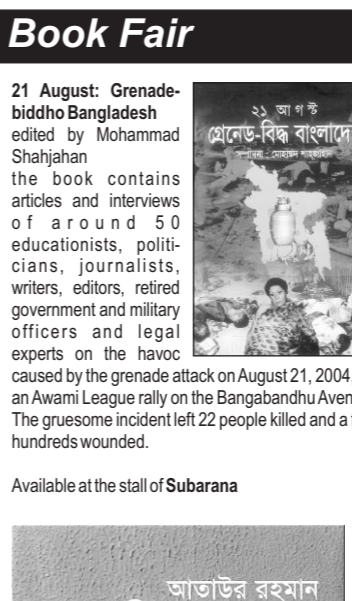 Book Fair
21 August: Grenade-
biddho Bangladesh
edited by Mohammad
Shahjahan
the book contains
articles and interviews
of around 50
educationists, politi-
cians, journalists,
writers, editors, retired
government and military
officers and legal
experts on the havoc
caused by the grenade attack on August 21, 2004,
an Awami League rally on the Bangabandhu Aven
The gruesome incident left 22 people killed and a
hundreds wounded.
Available at the stall of Subarana
২১ আগস্ট
গ্রেনেড-বিদ্ধ বাংলাদে
সম্পাদনা মোহাম্মদ শাহজাহান
আতাউর রহমান